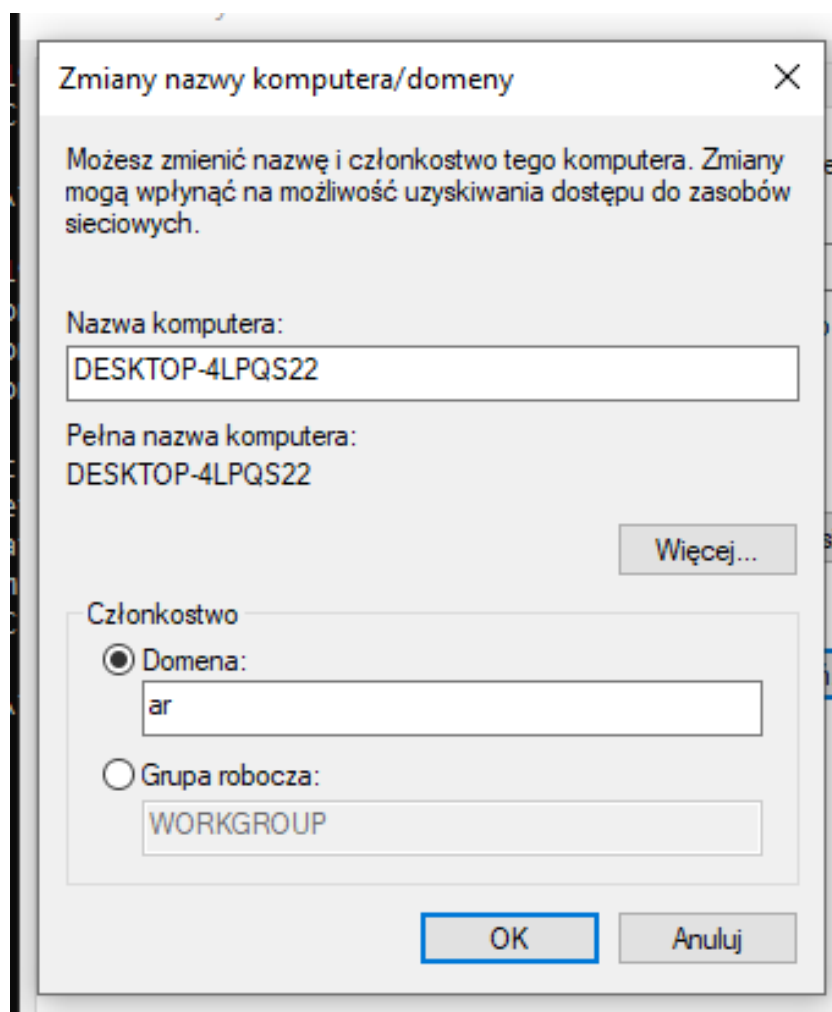 Zmiany nazwy komputera/domeny
Możesz zmienić nazwę i członkostwo tego komputera. Zmiany
mogą wpłynąć na możliwość uzyskiwania dostępu do zasobów
sieciowych.
Nazwa komputera:
DESKTOP-4LPQS22
Pełna nazwa komputera:
DESKTOP-4LPQS22
Więcej...
Członkostwo
Domena:
ar
Grupa robocza:
WORKGROUP
OK
Anuluj